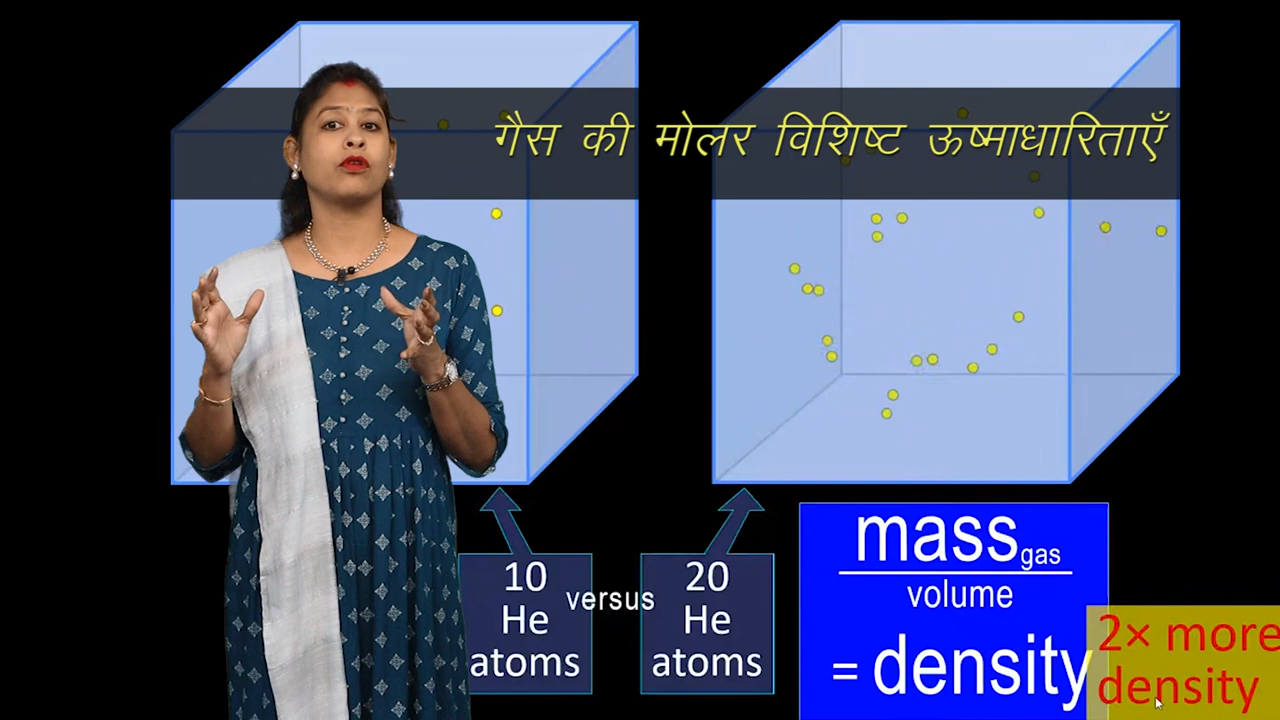 गैस की मोलर विशिष्ट ऊष्माधारिताएँ
10
He
atoms
versus
20
He
atoms
mass gas
volume
= density
2× more
density